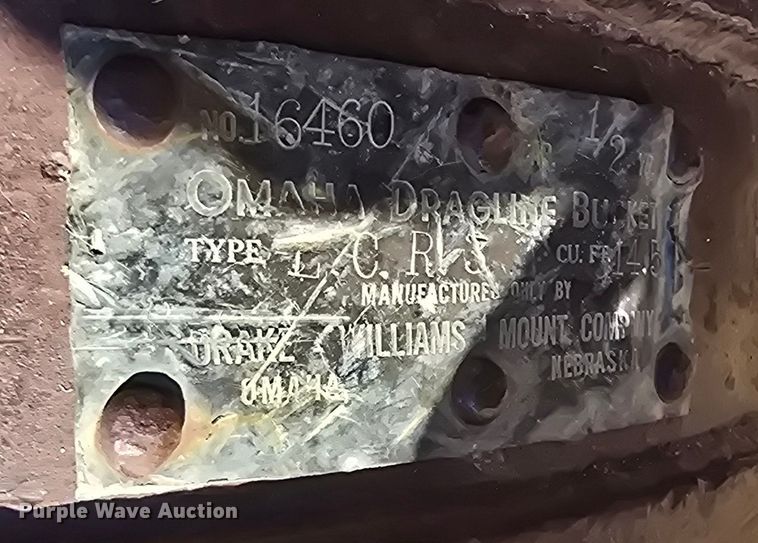 NO. 16460 1/2
OMAHA DRAGLINE BUCKET
TYPE L.C.R.S CU. FT. 14.5
MANUFACTURED ONLY BY
DRAKE - WILLIAMS MOUNT COMPANY
OMAHA NEBRASKA
Purple Wave Auction